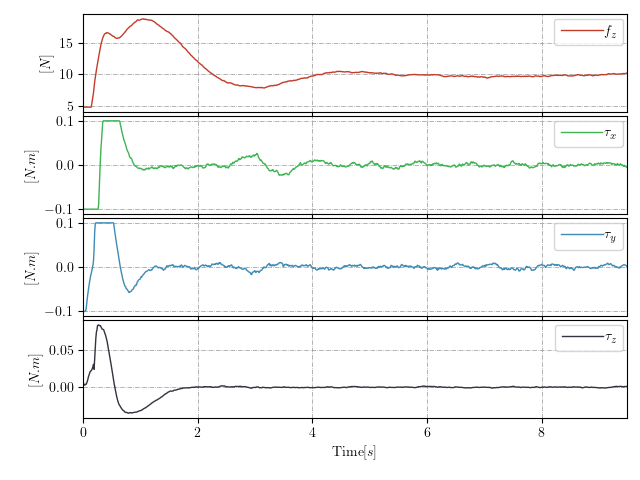 15
10
5
[N]
f_z
0.1
0.0
−0.1
[N.m]
τ_x
0.1
0.0
−0.1
[N.m]
τ_y
0.05
0.00
[N.m]
τ_z
0 2 4 6 8
Time[s]